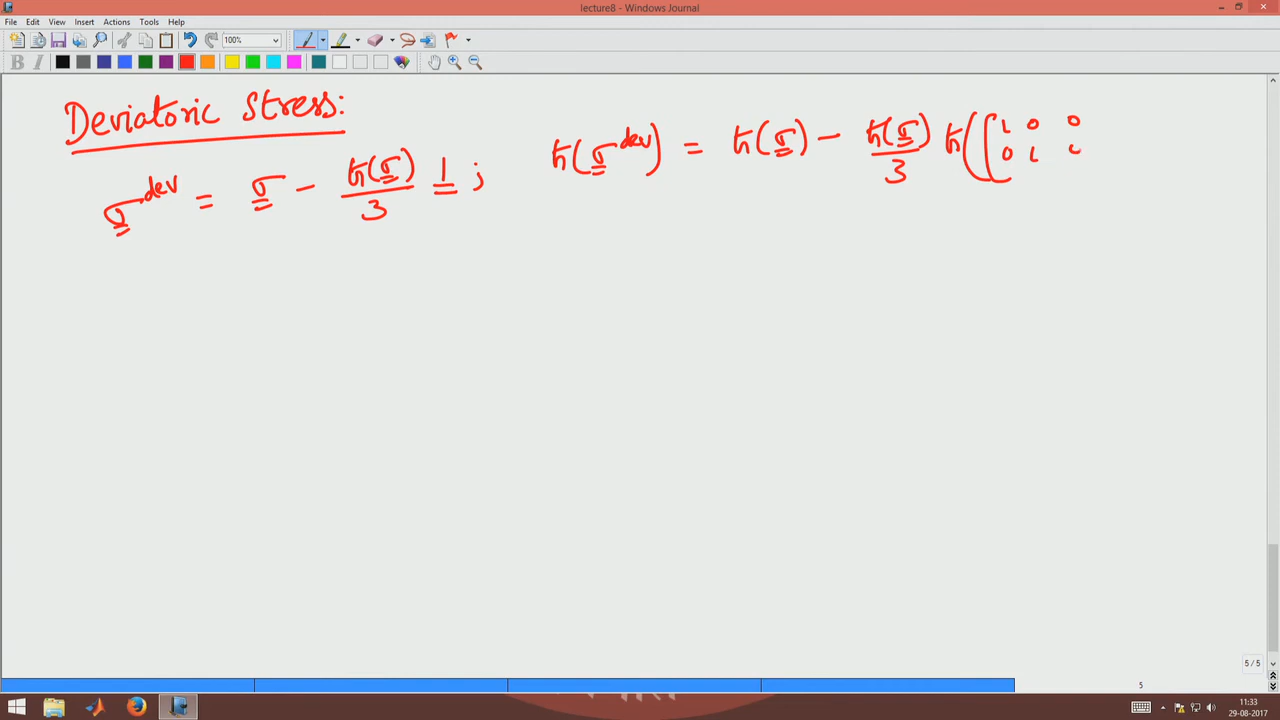 lecture8 - Windows Journal
File Edit View Insert Actions Tools Help
100%
Deviatoric Stress:
σ^dev = σ - tr(σ)/3 1 ; tr(σ^dev) = tr(σ) - tr(σ)/3 tr([1 0 0
0 1
5 / 5
5
11:33
29-08-2017